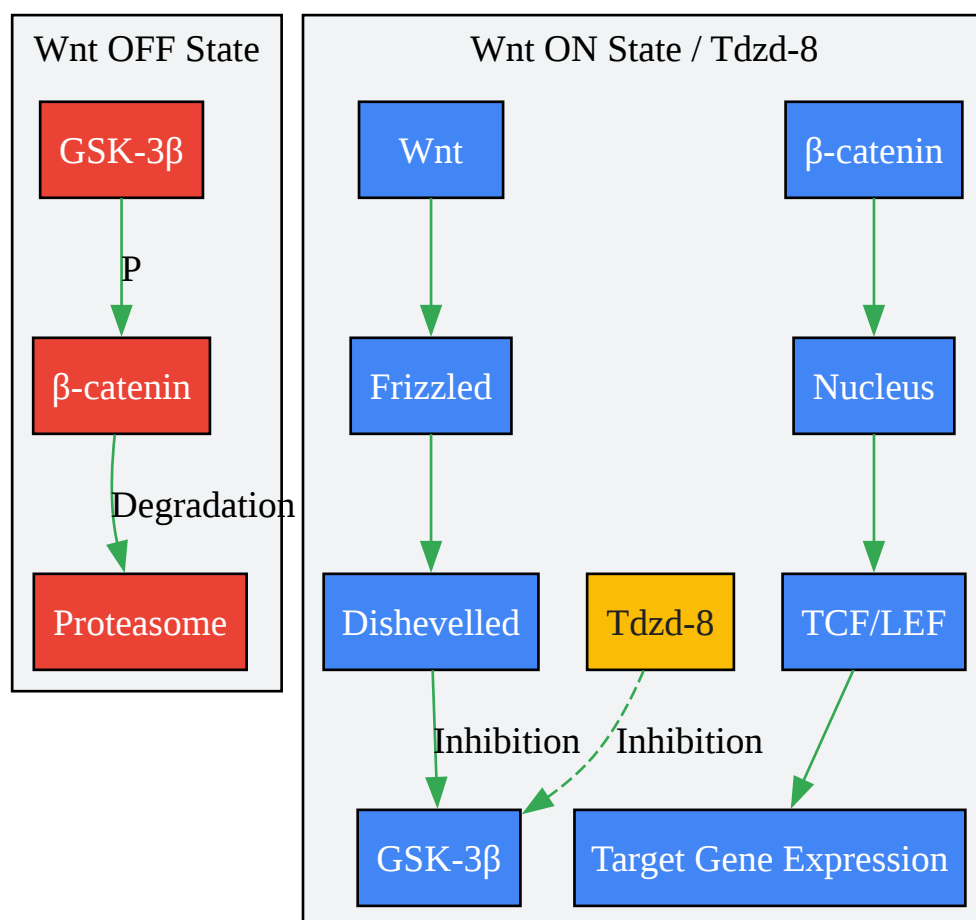 Wnt OFF State
GSK-3β
P
β-catenin
Degradation
Proteasome
Wnt ON State / Tdzd-8
Wnt
Frizzled
Dishevelled
Inhibition
GSK-3β
Tdzd-8
Inhibition
β-catenin
Nucleus
TCF/LEF
Target Gene Expression